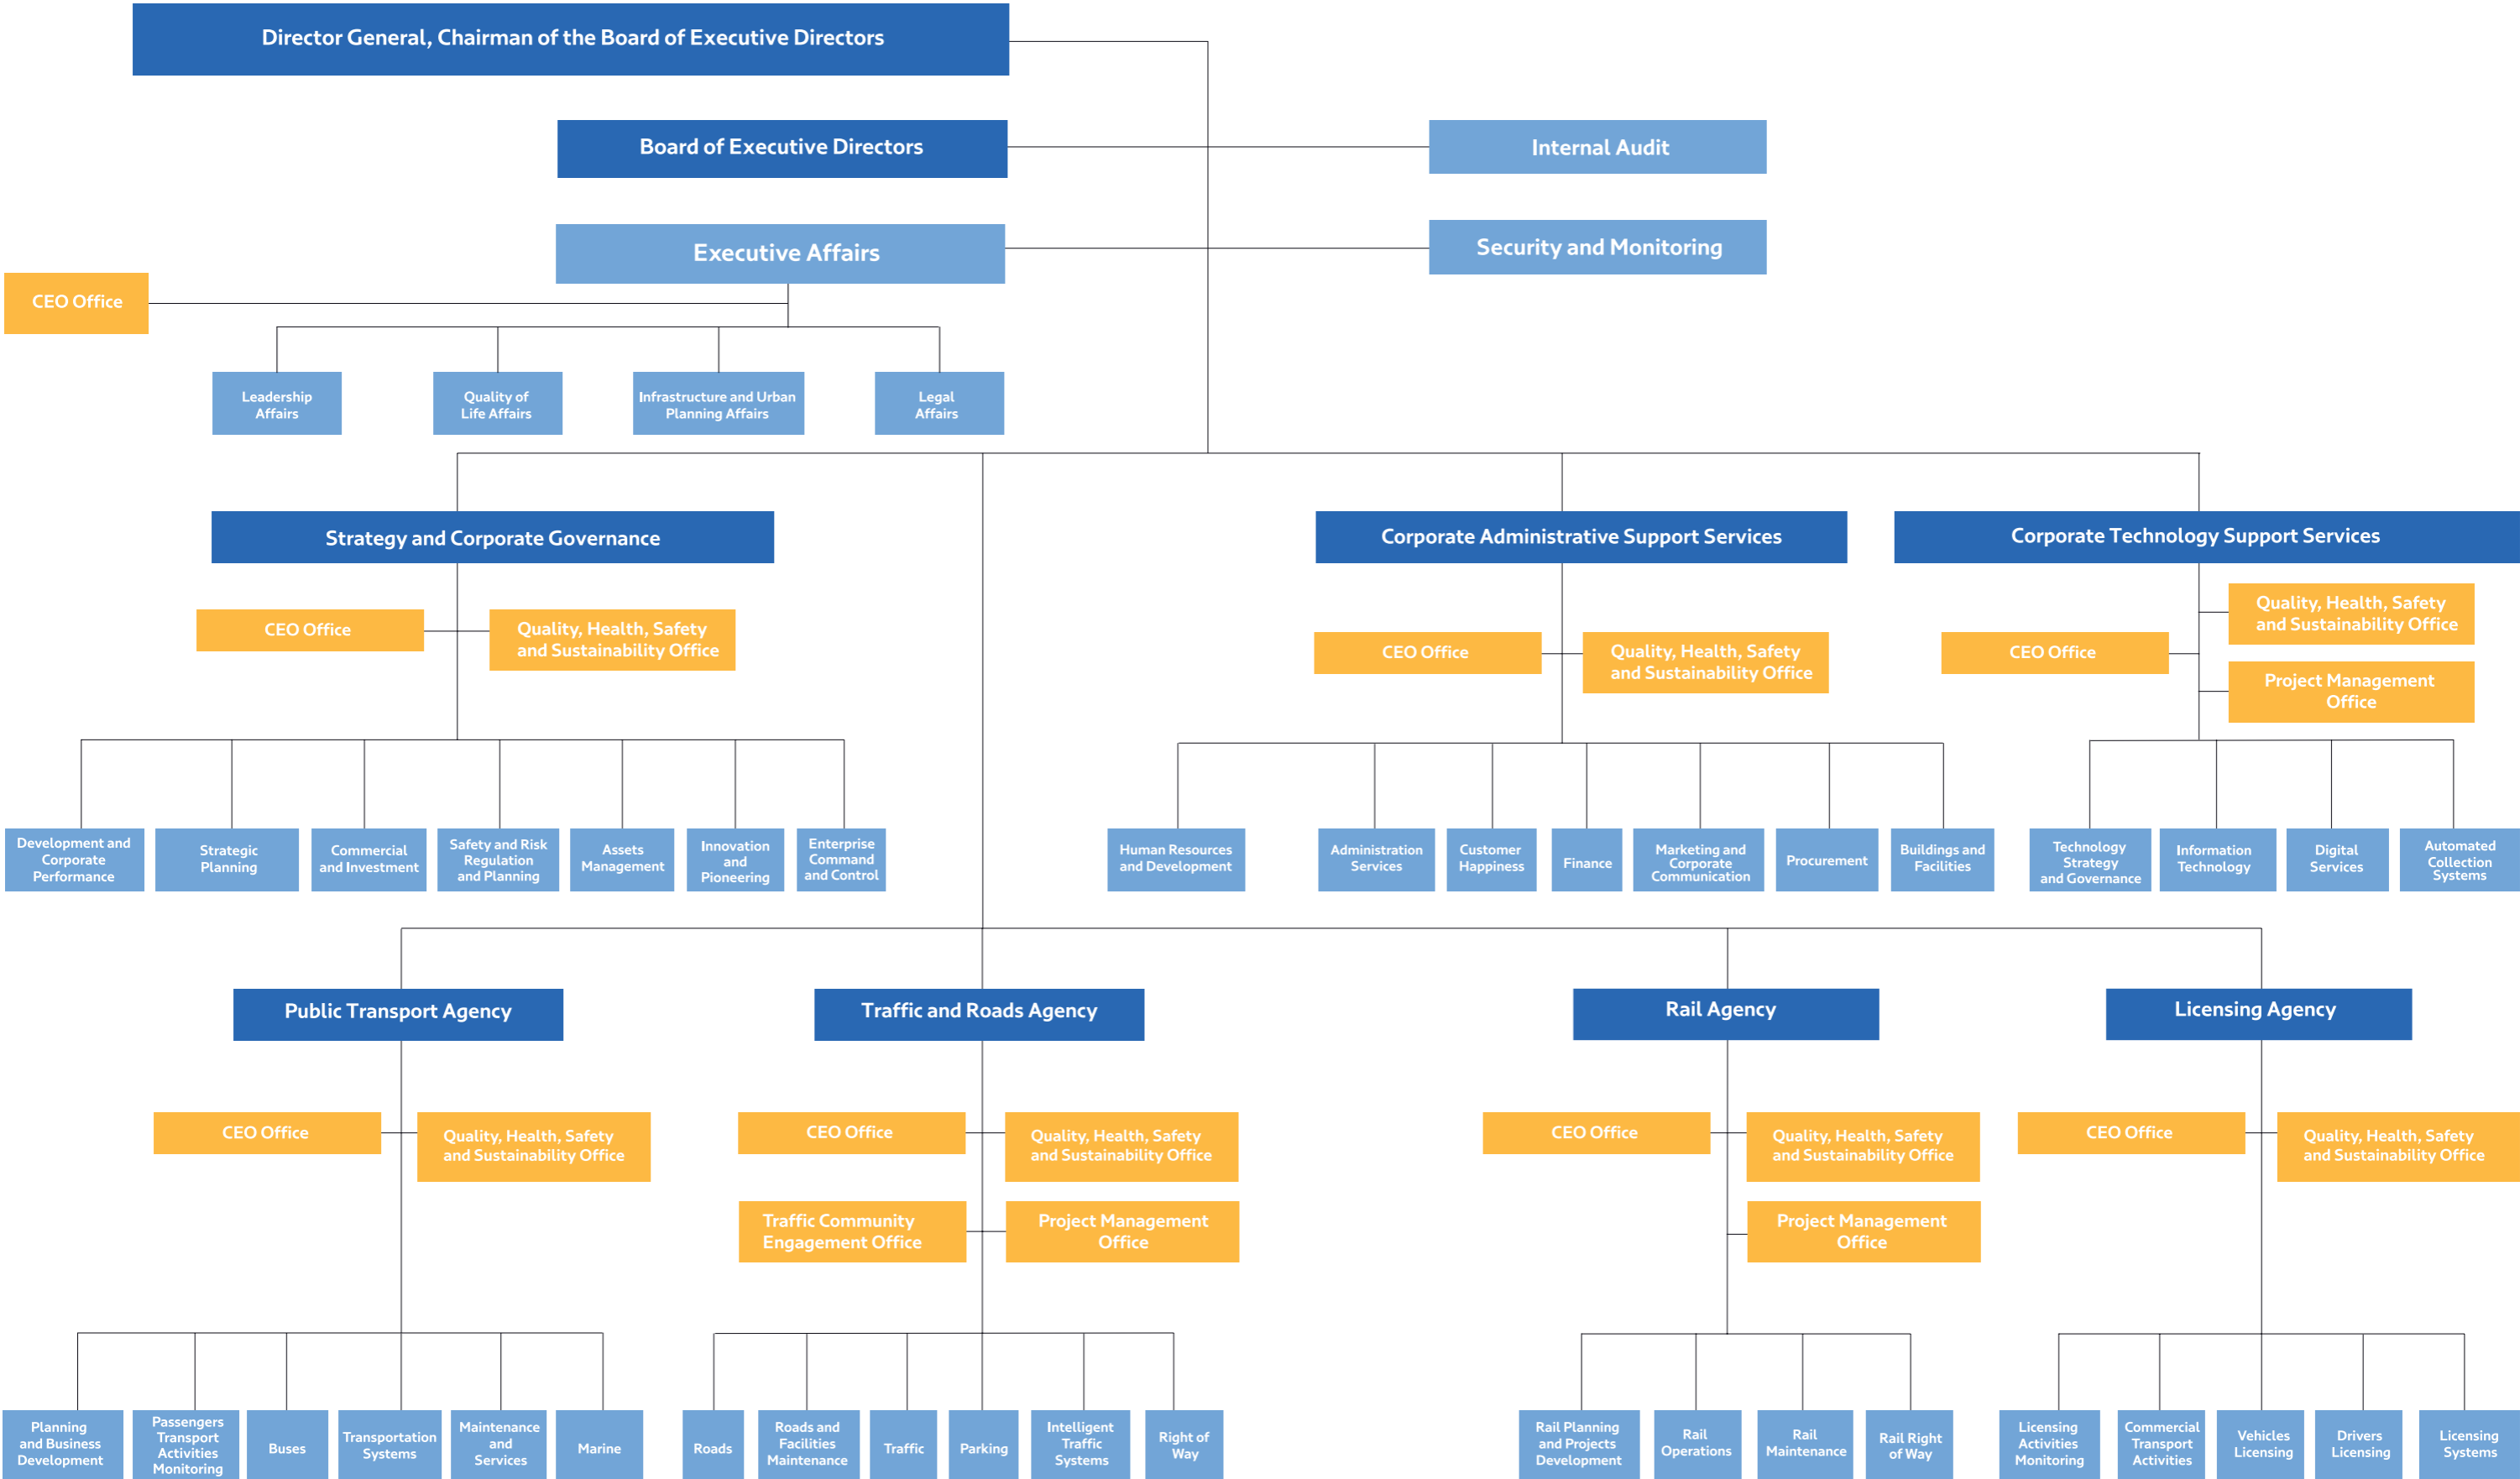 Director General, Chairman of the Board of Executive Directors
Board of Executive Directors
Internal Audit
Executive Affairs
Security and Monitoring
CEO Office
Leadership
Affairs
Quality of
Life Affairs
Infrastructure and Urban
Planning Affairs
Legal
Affairs
Strategy and Corporate Governance
Corporate Administrative Support Services
Corporate Technology Support Services
CEO Office
Quality, Health, Safety
and Sustainability Office
CEO Office
Quality, Health, Safety
and Sustainability Office
CEO Office
Quality, Health, Safety
and Sustainability Office
Project Management
Office
Development and
Corporate
Performance
Strategic
Planning
Commercial
and Investment
Safety and Risk
Regulation
and Planning
Assets
Management
Innovation
and
Pioneering
Enterprise
Command
and Control
Human Resources
and Development
Administration
Services
Customer
Happiness
Finance
Marketing and
Corporate
Communication
Procurement
Buildings and
Facilities
Technology
Strategy
and Governance
Information
Technology
Digital
Services
Automated
Collection
Systems
Public Transport Agency
Traffic and Roads Agency
Rail Agency
Licensing Agency
CEO Office
Quality, Health, Safety
and Sustainability Office
CEO Office
Quality, Health, Safety
and Sustainability Office
Traffic Community
Engagement Office
Project Management
Office
CEO Office
Quality, Health, Safety
and Sustainability Office
Project Management
Office
CEO Office
Quality, Health, Safety
and Sustainability Office
Planning
and Business
Development
Passengers
Transport
Activities
Monitoring
Buses
Transportation
Systems
Maintenance
and
Services
Marine
Roads
Roads and
Facilities
Maintenance
Traffic
Parking
Intelligent
Traffic
Systems
Right of
Way
Rail Planning
and Projects
Development
Rail
Operations
Rail
Maintenance
Rail Right
of Way
Licensing
Activities
Monitoring
Commercial
Transport
Activities
Vehicles
Licensing
Drivers
Licensing
Licensing
Systems